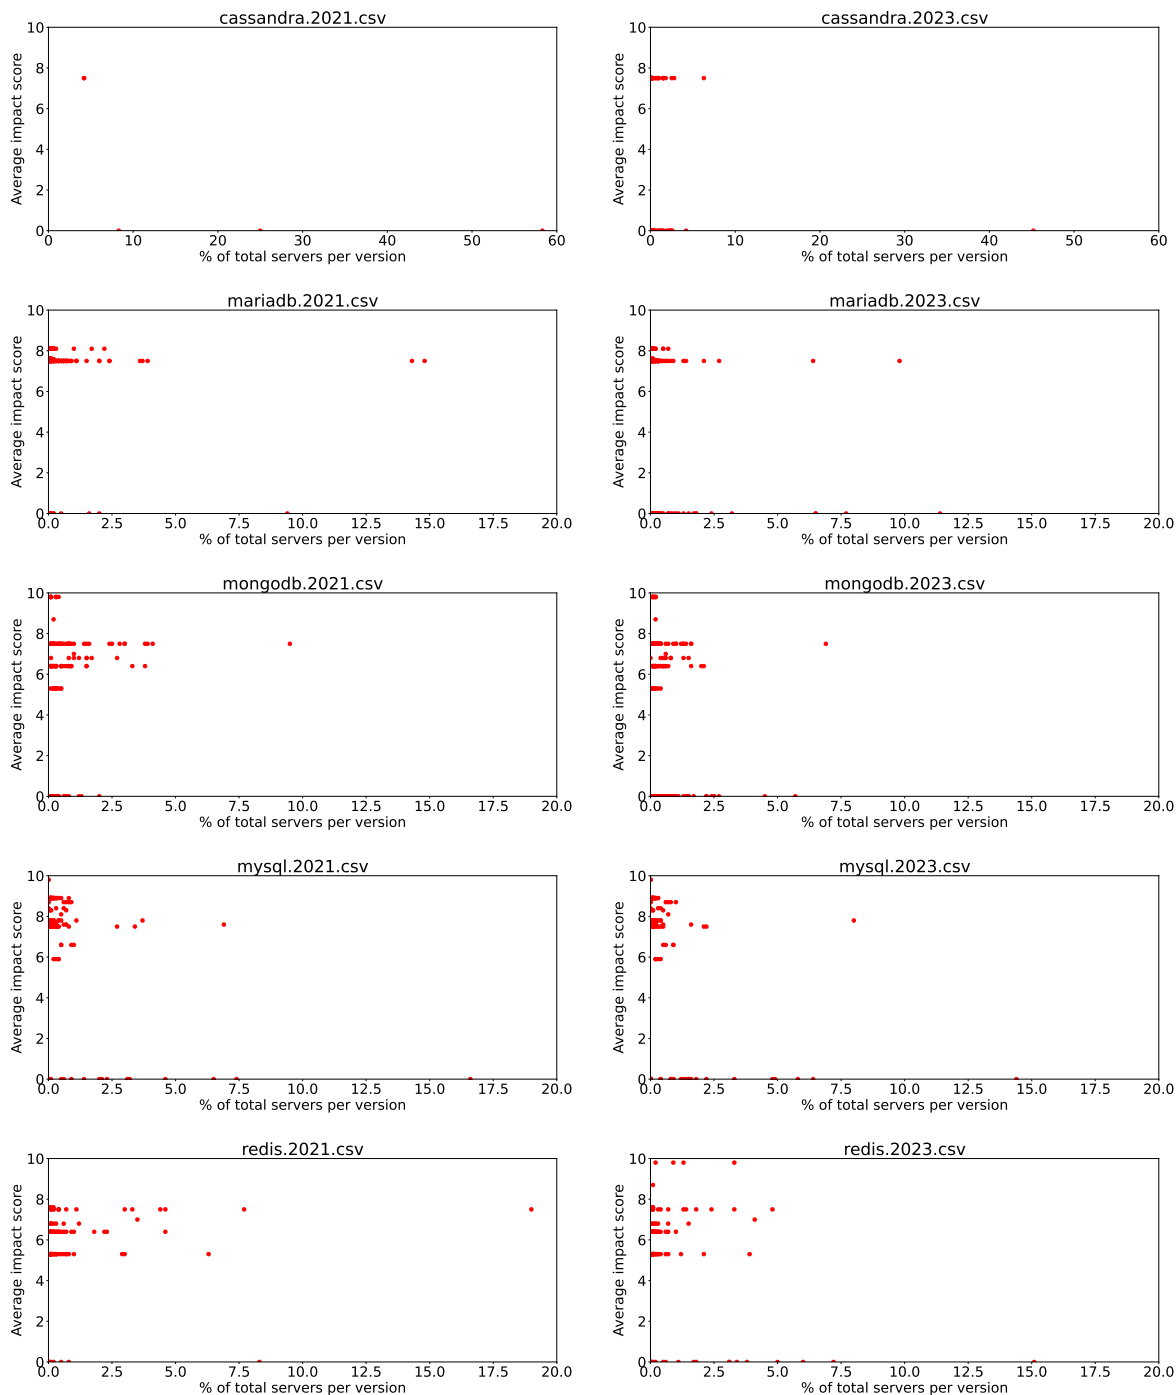 cassandra.2021.csv
10
8
6
4
2
0
Average impact score
0 10 20 30 40 50 60
% of total servers per version
cassandra.2023.csv
10
8
6
4
2
0
Average impact score
0 10 20 30 40 50 60
% of total servers per version
mariadb.2021.csv
10
8
6
4
2
0
Average impact score
0.0 2.5 5.0 7.5 10.0 12.5 15.0 17.5 20.0
% of total servers per version
mariadb.2023.csv
10
8
6
4
2
0
Average impact score
0.0 2.5 5.0 7.5 10.0 12.5 15.0 17.5 20.0
% of total servers per version
mongodb.2021.csv
10
8
6
4
2
0
Average impact score
0.0 2.5 5.0 7.5 10.0 12.5 15.0 17.5 20.0
% of total servers per version
mongodb.2023.csv
10
8
6
4
2
0
Average impact score
0.0 2.5 5.0 7.5 10.0 12.5 15.0 17.5 20.0
% of total servers per version
mysql.2021.csv
10
8
6
4
2
0
Average impact score
0.0 2.5 5.0 7.5 10.0 12.5 15.0 17.5 20.0
% of total servers per version
mysql.2023.csv
10
8
6
4
2
0
Average impact score
0.0 2.5 5.0 7.5 10.0 12.5 15.0 17.5 20.0
% of total servers per version
redis.2021.csv
10
8
6
4
2
0
Average impact score
0.0 2.5 5.0 7.5 10.0 12.5 15.0 17.5 20.0
% of total servers per version
redis.2023.csv
10
8
6
4
2
0
Average impact score
0.0 2.5 5.0 7.5 10.0 12.5 15.0 17.5 20.0
% of total servers per version